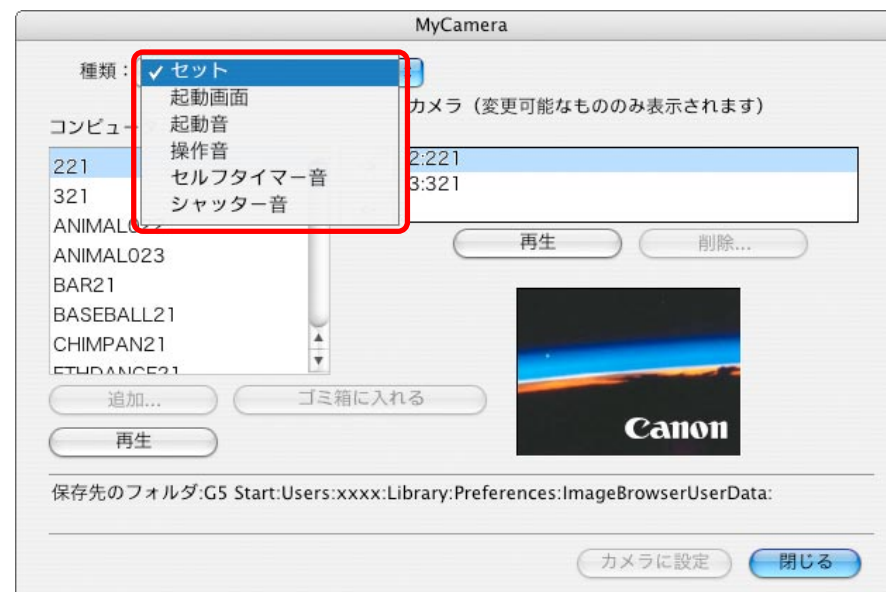 MyCamera
種類：
✓ セット
起動画面
起動音
操作音
セルフタイマー音
シャッター音
カメラ（変更可能なもののみ表示されます）
221
321
ANIMAL023
BAR21
BASEBALL21
CHIMPAN21
2:221
3:321
再生
削除...
Canon
追加...
ゴミ箱に入れる
再生
保存先のフォルダ:G5 Start:Users:xxxx:Library:Preferences:ImageBrowserUserData:
カメラに設定
閉じる